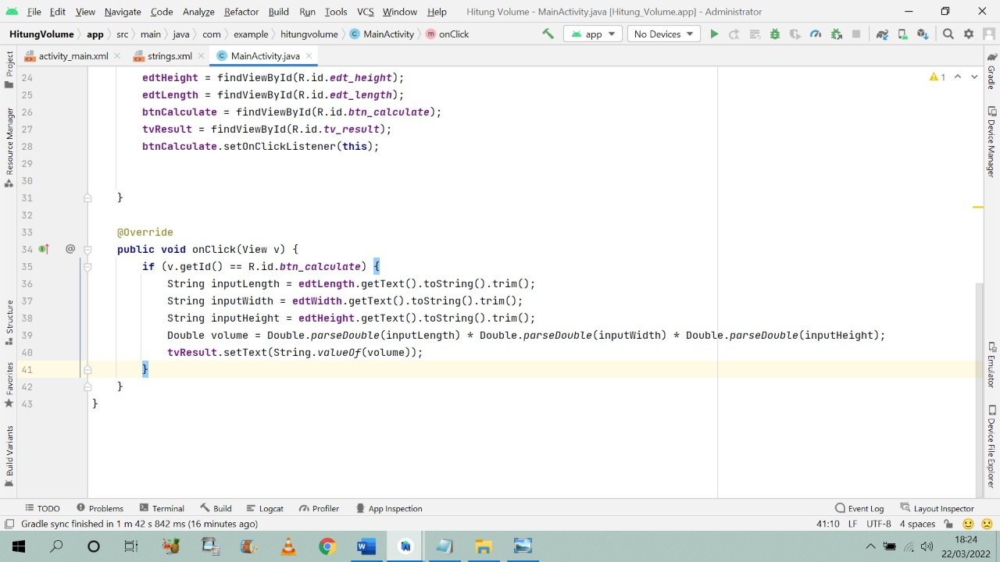 File Edit View Navigate Code Analyze Refactor Build Run Tools VCS Window Help Hitung Volume - MainActivity.java [Hitung_Volume.app] - Administrator
HitungVolume app src main java com example hitungvolume MainActivity onClick app No Devices
activity_main.xml strings.xml MainActivity.java
Project
Resource Manager
Structure
Favorites
Build Variants
24 edtHeight = findViewById(R.id.edt_height);
25 edtLength = findViewById(R.id.edt_length);
26 btnCalculate = findViewById(R.id.btn_calculate);
27 tvResult = findViewById(R.id.tv_result);
28 btnCalculate.setOnClickListener(this);
29
30
31 }
32
33 @Override
34 @ public void onClick(View v) {
35 if (v.getId() == R.id.btn_calculate) {
36 String inputLength = edtLength.getText().toString().trim();
37 String inputWidth = edtWidth.getText().toString().trim();
38 String inputHeight = edtHeight.getText().toString().trim();
39 Double volume = Double.parseDouble(inputLength) * Double.parseDouble(inputWidth) * Double.parseDouble(inputHeight);
40 tvResult.setText(String.valueOf(volume));
41 }
42 }
43 }
1
Gradle
Device Manager
Emulator
Device File Explorer
TODO Problems Terminal Build Logcat Profiler App Inspection Event Log Layout Inspector
Gradle sync finished in 1 m 42 s 842 ms (16 minutes ago) 41:10 LF UTF-8 4 spaces
18:24
22/03/2022